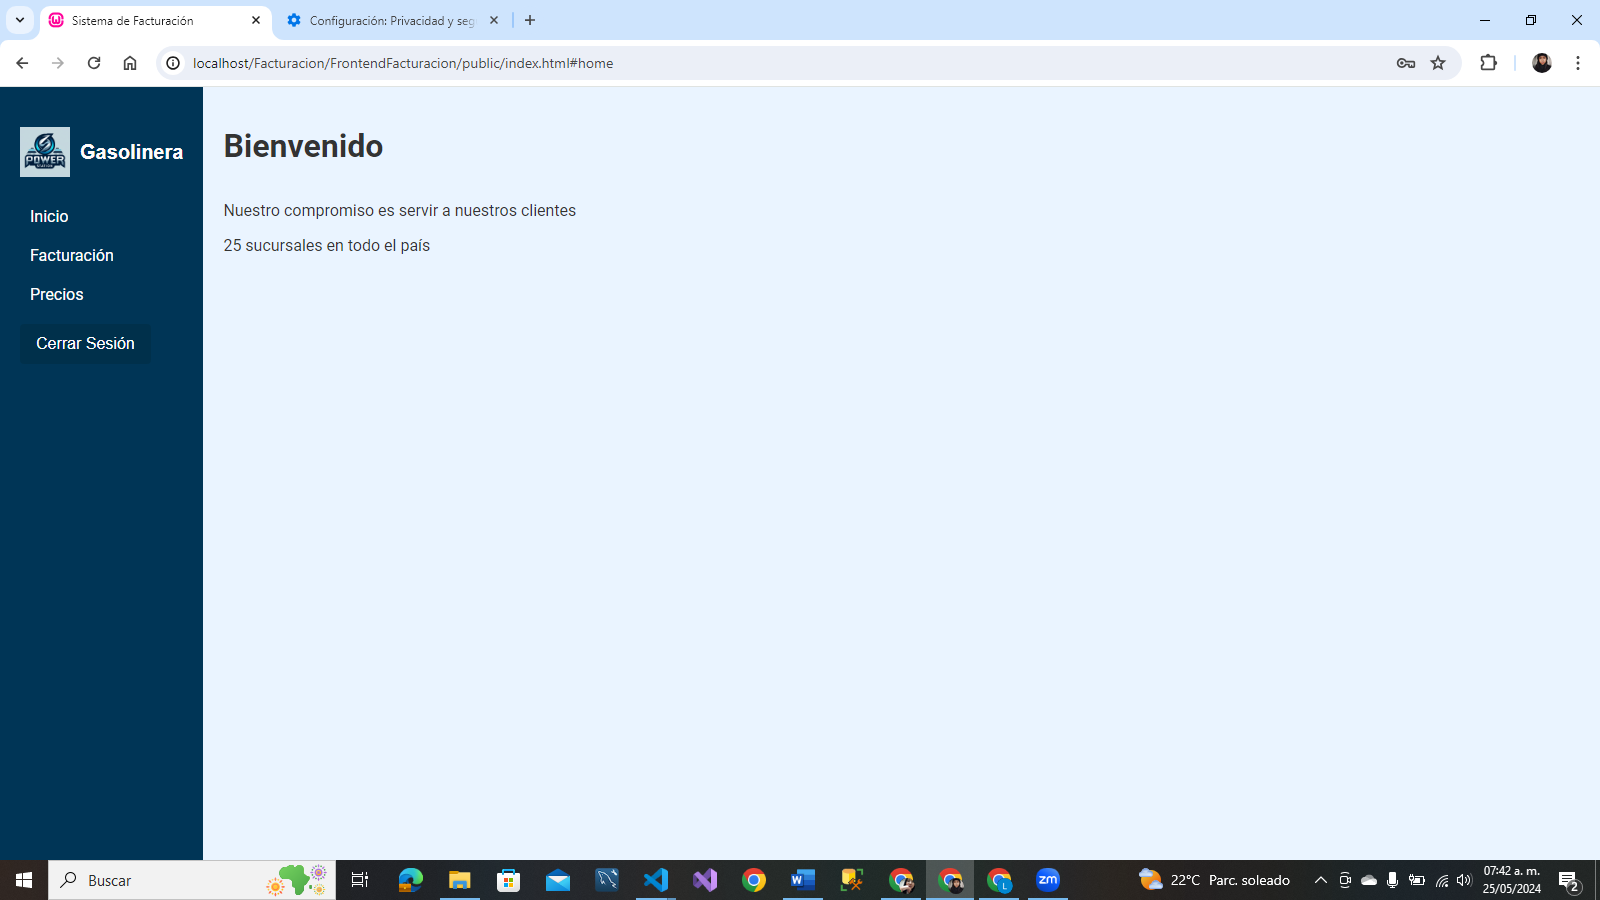 Sistema de Facturación
Configuración: Privacidad y seg
localhost/Facturacion/FrontendFacturacion/public/index.html#home
POWER
Gasolinera
Inicio
Facturación
Precios
Cerrar Sesión
Bienvenido
Nuestro compromiso es servir a nuestros clientes
25 sucursales en todo el país
Buscar
W
L
zm
22°C Parc. soleado
07:42 a. m.
25/05/2024
2